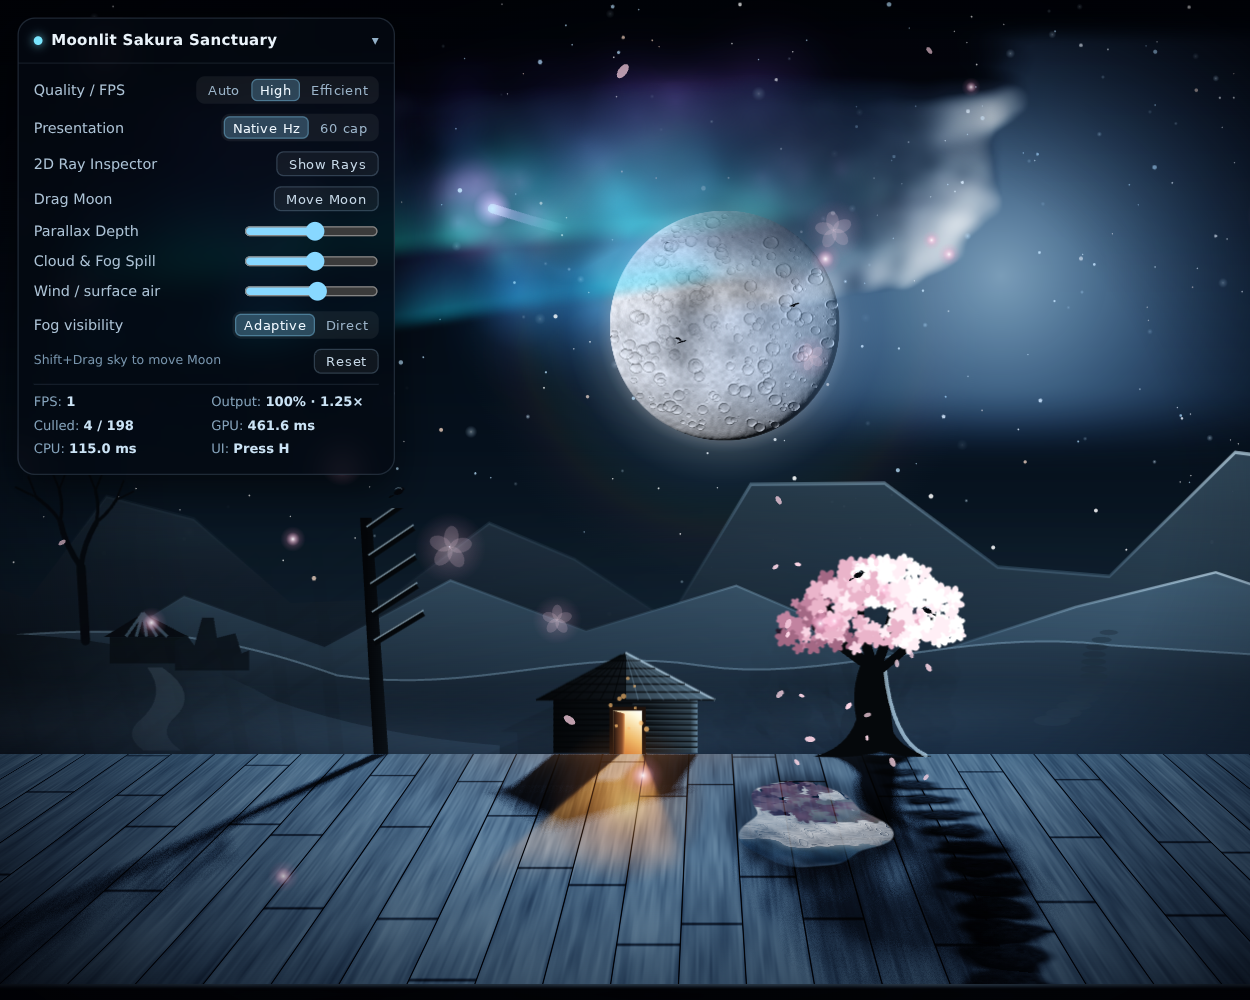 Moonlit Sakura Sanctuary ▼
Quality / FPS Auto High Efficient
Presentation Native Hz 60 cap
2D Ray Inspector Show Rays
Drag Moon Move Moon
Parallax Depth
Cloud & Fog Spill
Wind / surface air
Fog visibility Adaptive Direct
Shift+Drag sky to move Moon Reset
FPS: 1 Output: 100% · 1.25×
Culled: 4 / 198 GPU: 461.6 ms
CPU: 115.0 ms UI: Press H